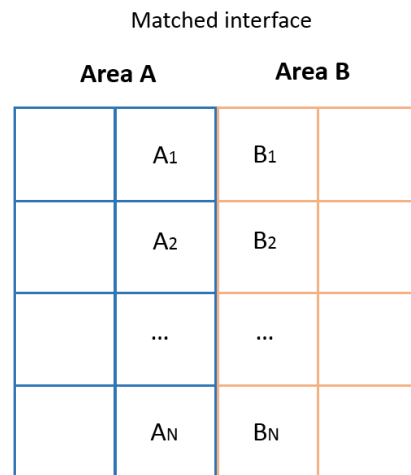 Matched interface
Area A Area B
A1 B1
A2 B2
... ...
AN BN